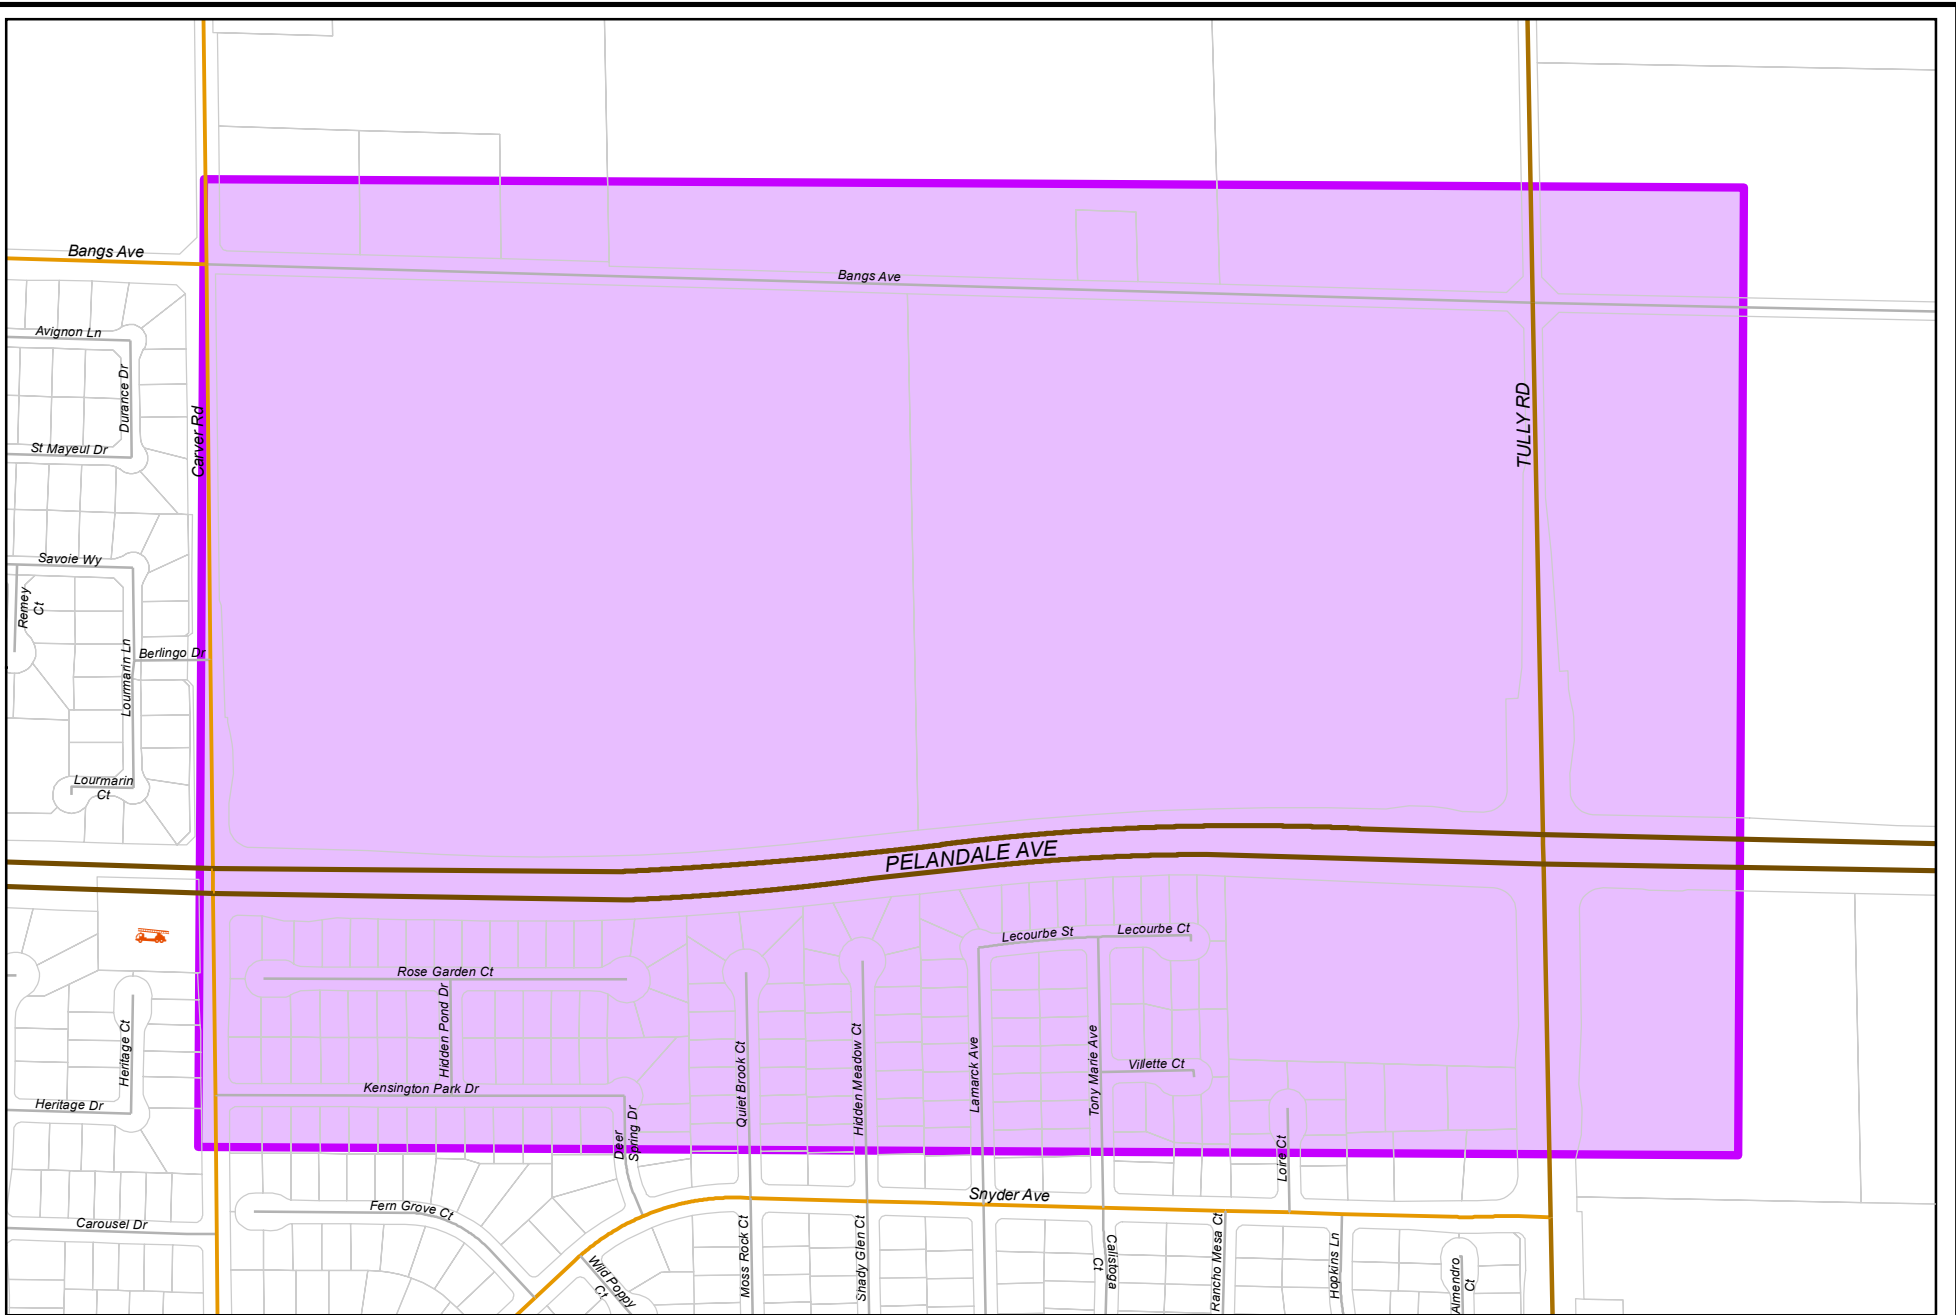 Bangs Ave
Bangs Ave
Avignon Ln
Durance Dr
St Mayeul Dr
Carver Rd
TULLY RD
Savoie Wy
Remey
Ct
Lourmarin Ln
Berlingo Dr
Lourmarin
Ct
PELANDALE AVE
Lecourbe St
Lecourbe Ct
Rose Garden Ct
Hidden Pond Dr
Heritage Ct
Quiet Brook Ct
Hidden Meadow Ct
Lamarck Ave
Tony Marie Ave
Villette Ct
Kensington Park Dr
Heritage Dr
Deer
Spring Dr
Loire Ct
Snyder Ave
Fern Grove Ct
Carousel Dr
Wild Poppy
Ct
Moss Rock Ct
Shady Glen Ct
Calistoga
Ct
Rancho Mesa Ct
Hopkins Ln
Almendro
Ct